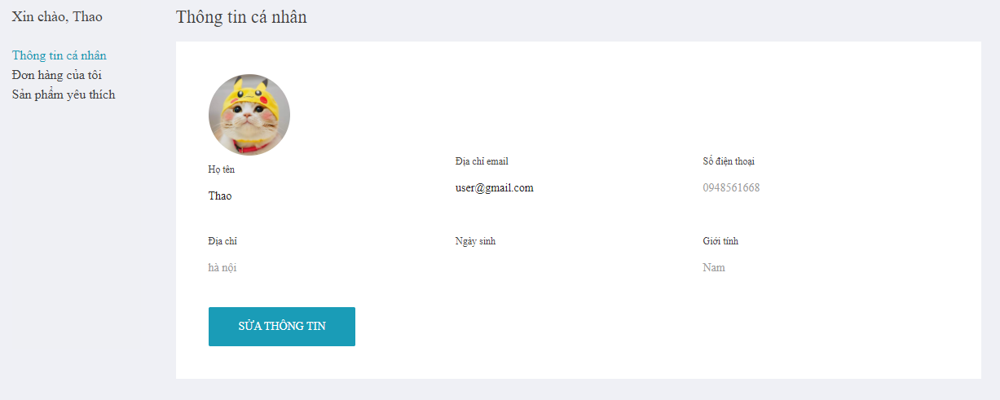 Xin chào, Thao
Thông tin cá nhân
Đơn hàng của tôi
Sản phẩm yêu thích
Thông tin cá nhân
Họ tên
Thao
Địa chỉ email
user@gmail.com
Số điện thoại
0948561668
Địa chỉ
hà nội
Ngày sinh
Giới tính
Nam
SỬA THÔNG TIN